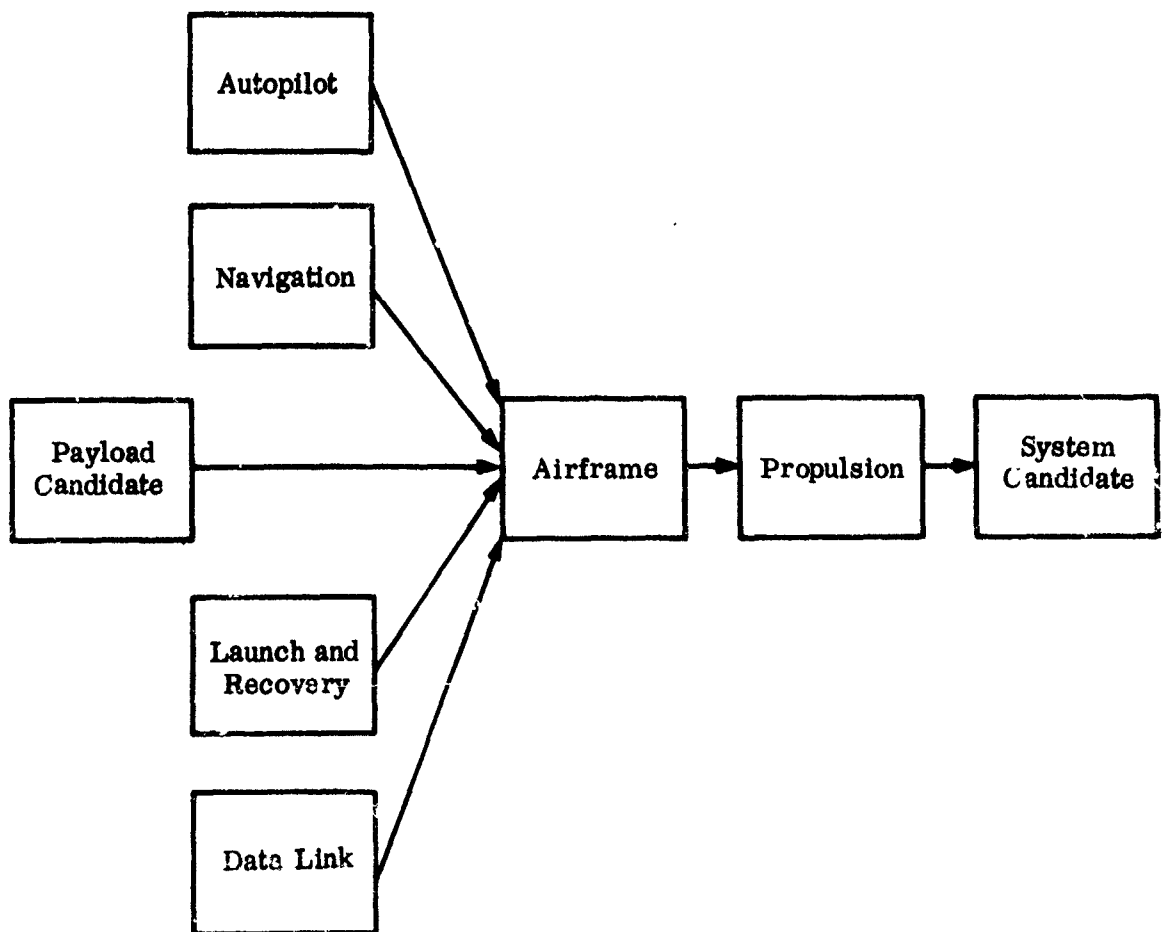 Autopilot
Navigation
Payload
Candidate
Airframe
Propulsion
System
Candidate
Launch and
Recovery
Data Link